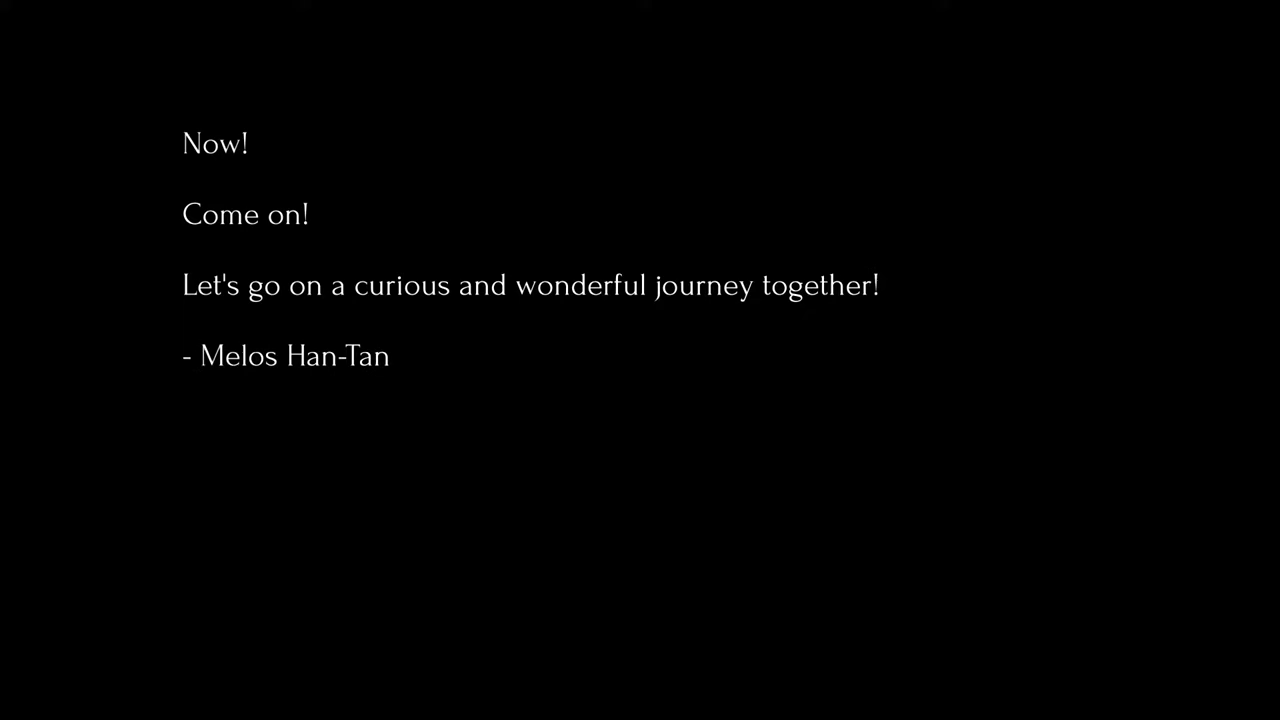 Now!
Come on!
Let's go on a curious and wonderful journey together!
- Melos Han-Tan